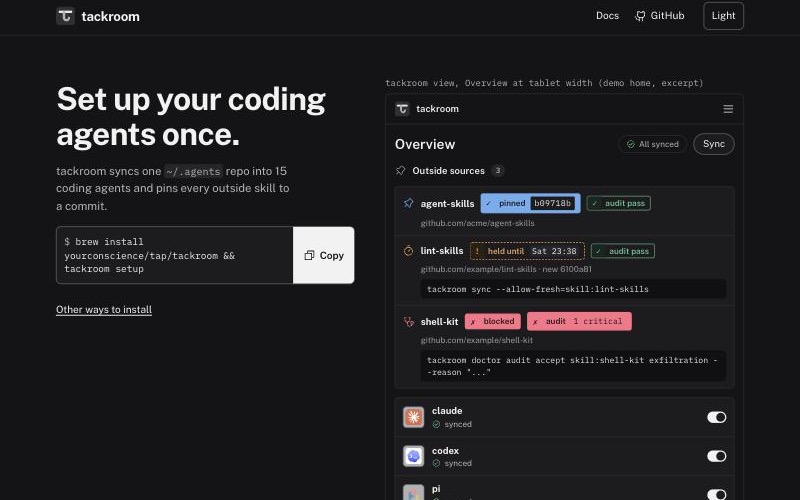 tackroom
Docs
GitHub
Light
Set up your coding
agents once.
tackroom syncs one ~/.agents repo into 15
coding agents and pins every outside skill to
a commit.
$ brew install
yourconscience/tap/tackroom &&
tackroom setup
Copy
Other ways to install
tackroom view, Overview at tablet width (demo home, excerpt)
tackroom
Overview
All synced
Sync
Outside sources 3
agent-skills ✓ pinned b09718b ✓ audit pass
github.com/acme/agent-skills
lint-skills ! held until Sat 23:38 ✓ audit pass
github.com/example/lint-skills · new 6100a81
tackroom sync --allow-fresh=skill:lint-skills
shell-kit ✗ blocked ✗ audit 1 critical
github.com/example/shell-kit
tackroom doctor audit accept skill:shell-kit exfiltration -
-reason "..."
claude
synced
codex
synced
pi